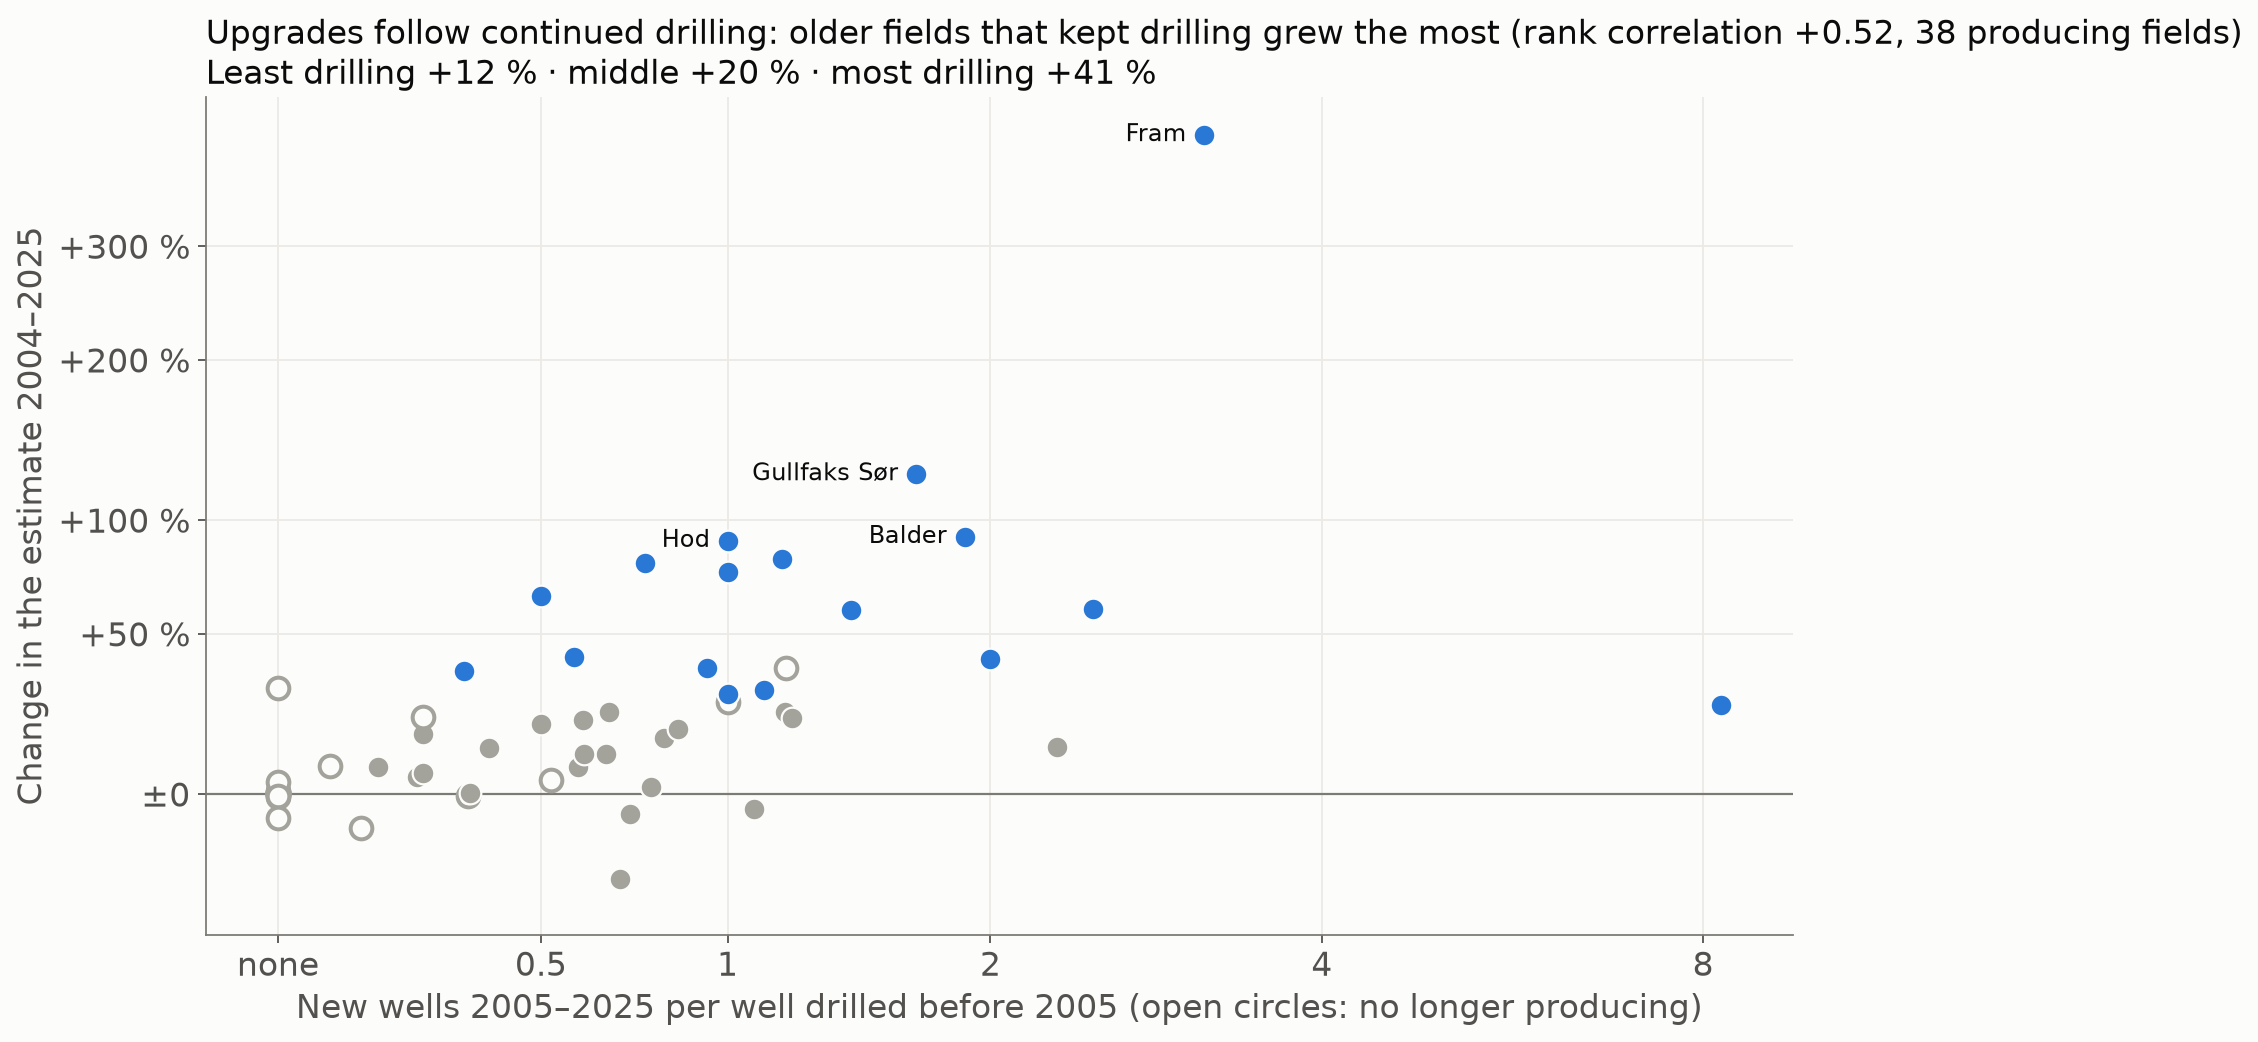 Upgrades follow continued drilling: older fields that kept drilling grew the most (rank correlation +0.52, 38 producing fields)
Least drilling +12 % · middle +20 % · most drilling +41 %
Fram
+300 %
+200 %
Gullfaks Sør
+100 %
Hod
Balder
+50 %
±0
Change in the estimate 2004–2025
none
0.5
1
2
4
8
New wells 2005–2025 per well drilled before 2005 (open circles: no longer producing)